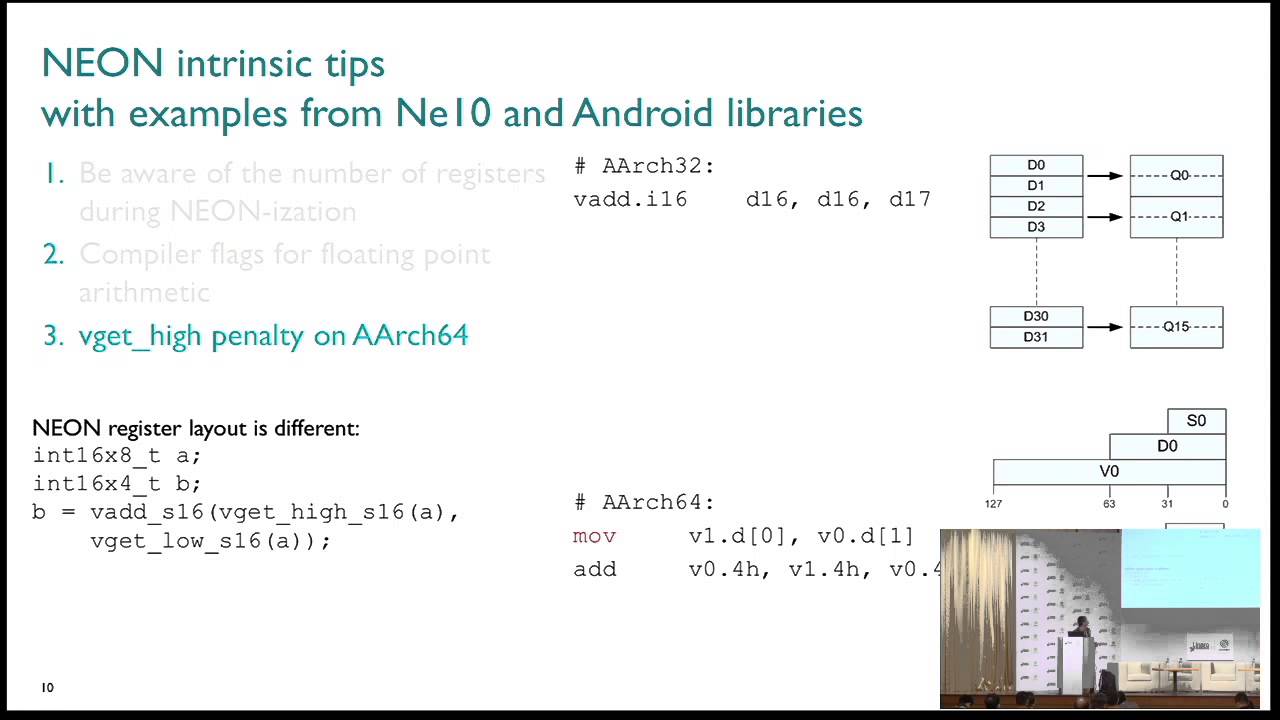 NEON intrinsic tips
with examples from Ne10 and Android libraries
1. Be aware of the number of registers
during NEON-ization
2. Compiler flags for floating point
arithmetic
3. vget_high penalty on AArch64
NEON register layout is different:
int16x8_t a;
int16x4_t b;
b = vadd_s16(vget_high_s16(a),
vget_low_s16(a));
# AArch32:
vadd.i16 d16, d16, d17
# AArch64:
mov v1.d[0], v0.d[1]
add v0.4h, v1.4h, v0.4
D0
D1
D2
D3
D30
D31
Q0
Q1
Q15
S0
D0
V0
127 63 31 0
10